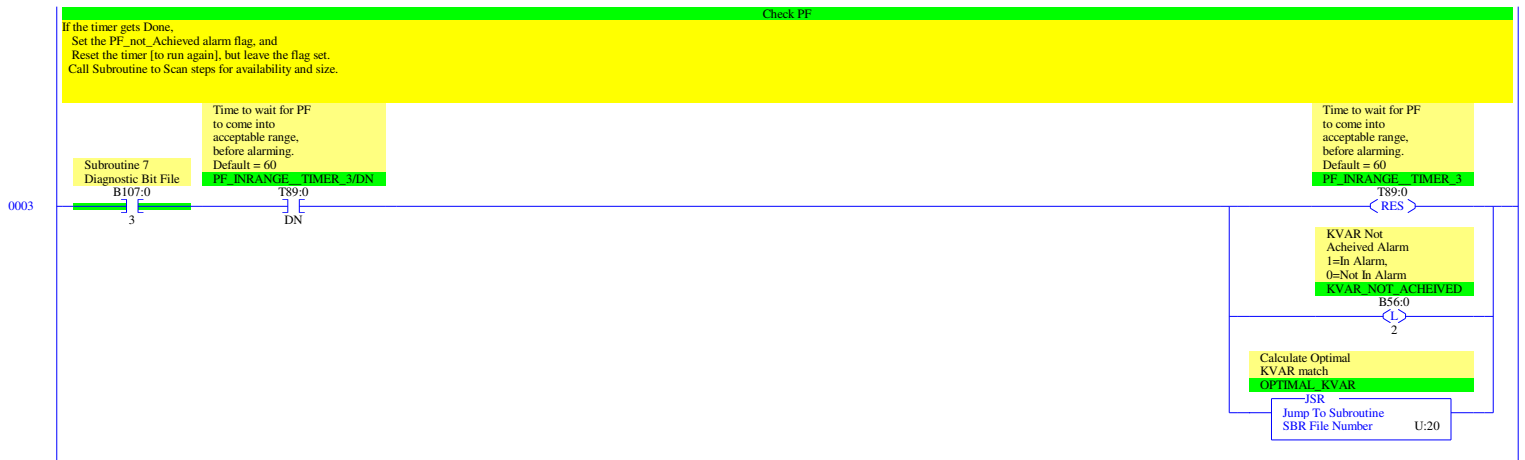 Check PF
If the timer gets Done,
Set the PF_not_Achieved alarm flag, and
Reset the timer [to run again], but leave the flag set.
Call Subroutine to Scan steps for availability and size.
Subroutine 7
Diagnostic Bit File
B107:0
3
Time to wait for PF
to come into
acceptable range,
before alarming.
Default = 60
PF_INRANGE__TIMER_3/DN
T89:0
DN
0003
Time to wait for PF
to come into
acceptable range,
before alarming.
Default = 60
PF_INRANGE__TIMER_3
T89:0
RES
KVAR Not
Acheived Alarm
1=In Alarm,
0=Not In Alarm
KVAR_NOT_ACHEIVED
B56:0
L
2
Calculate Optimal
KVAR match
OPTIMAL_KVAR
JSR
Jump To Subroutine
SBR File Number U:20